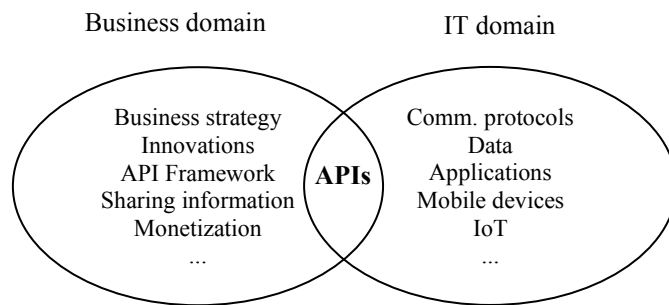 Business domain
IT domain
Business strategy
Innovations
API Framework
Sharing information
Monetization
...
APIs
Comm. protocols
Data
Applications
Mobile devices
IoT
...